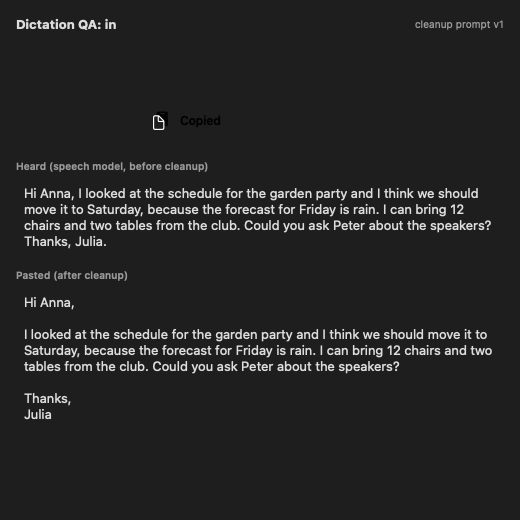 Dictation QA: in
cleanup prompt v1
Copied
Heard (speech model, before cleanup)
Hi Anna, I looked at the schedule for the garden party and I think we should
move it to Saturday, because the forecast for Friday is rain. I can bring 12
chairs and two tables from the club. Could you ask Peter about the speakers?
Thanks, Julia.
Pasted (after cleanup)
Hi Anna,
I looked at the schedule for the garden party and I think we should move it to
Saturday, because the forecast for Friday is rain. I can bring 12 chairs and two
tables from the club. Could you ask Peter about the speakers?
Thanks,
Julia